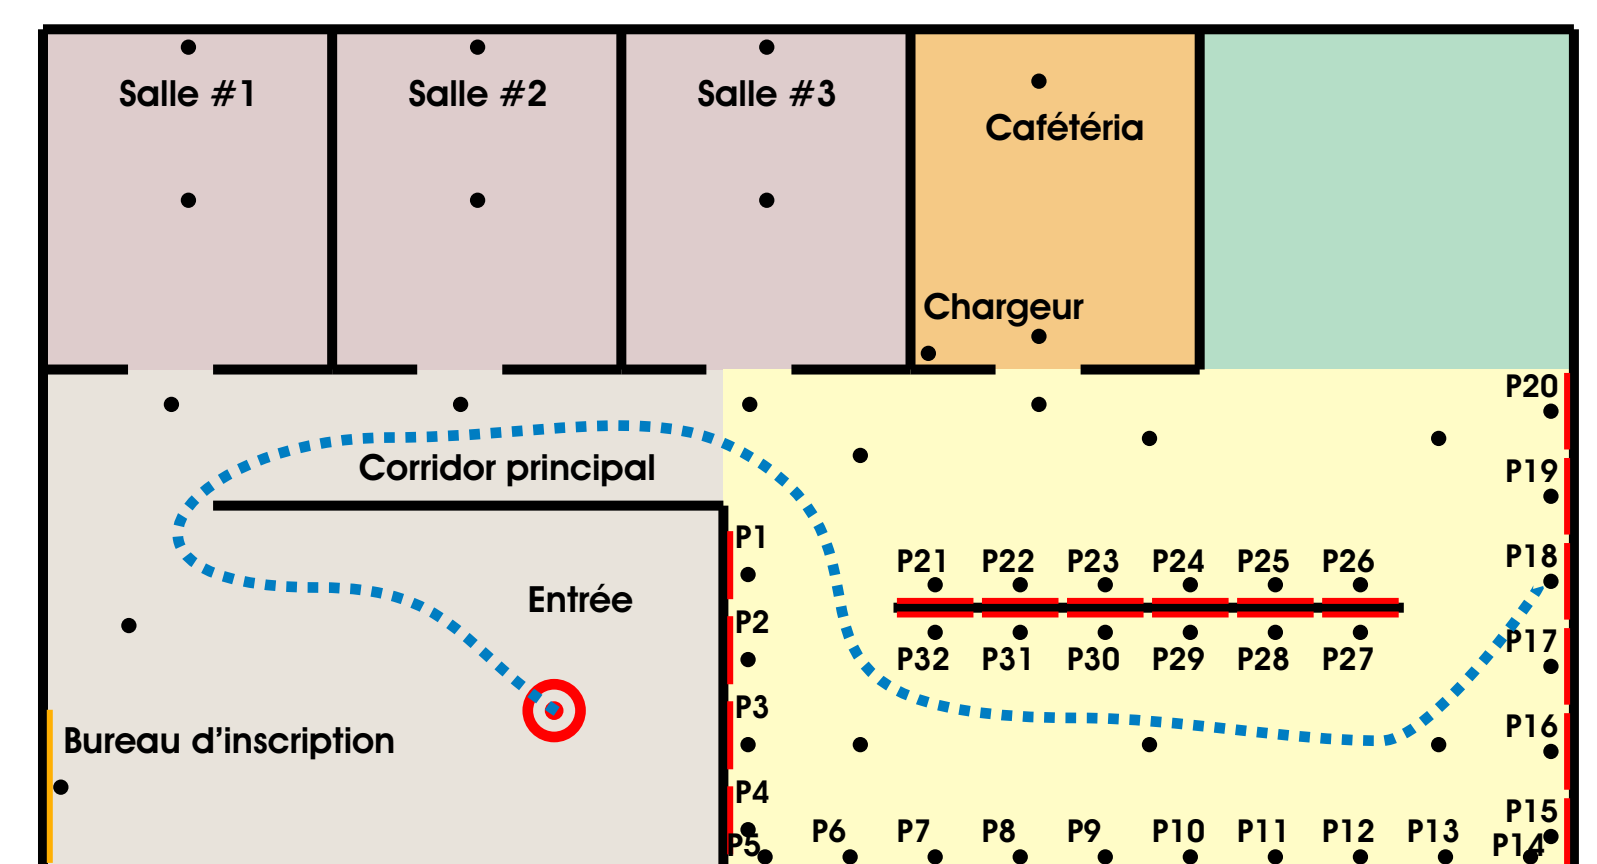 Salle #1
Salle #2
Salle #3
Cafétéria
Chargeur
P20
Corridor principal
P19
P1
P21
P22
P23
P24
P25
P26
P18
Entrée
P2
P32
P31
P30
P29
P28
P27
P17
P3
Bureau d'inscription
P16
P4
P15
P5
P6
P7
P8
P9
P10
P11
P12
P13
P14